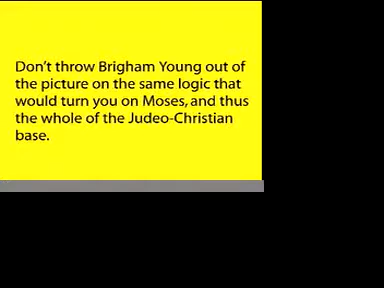 Don't throw Brigham Young out of
the picture on the same logic that
would turn you on Moses, and thus
the whole of the Judeo-Christian
base.